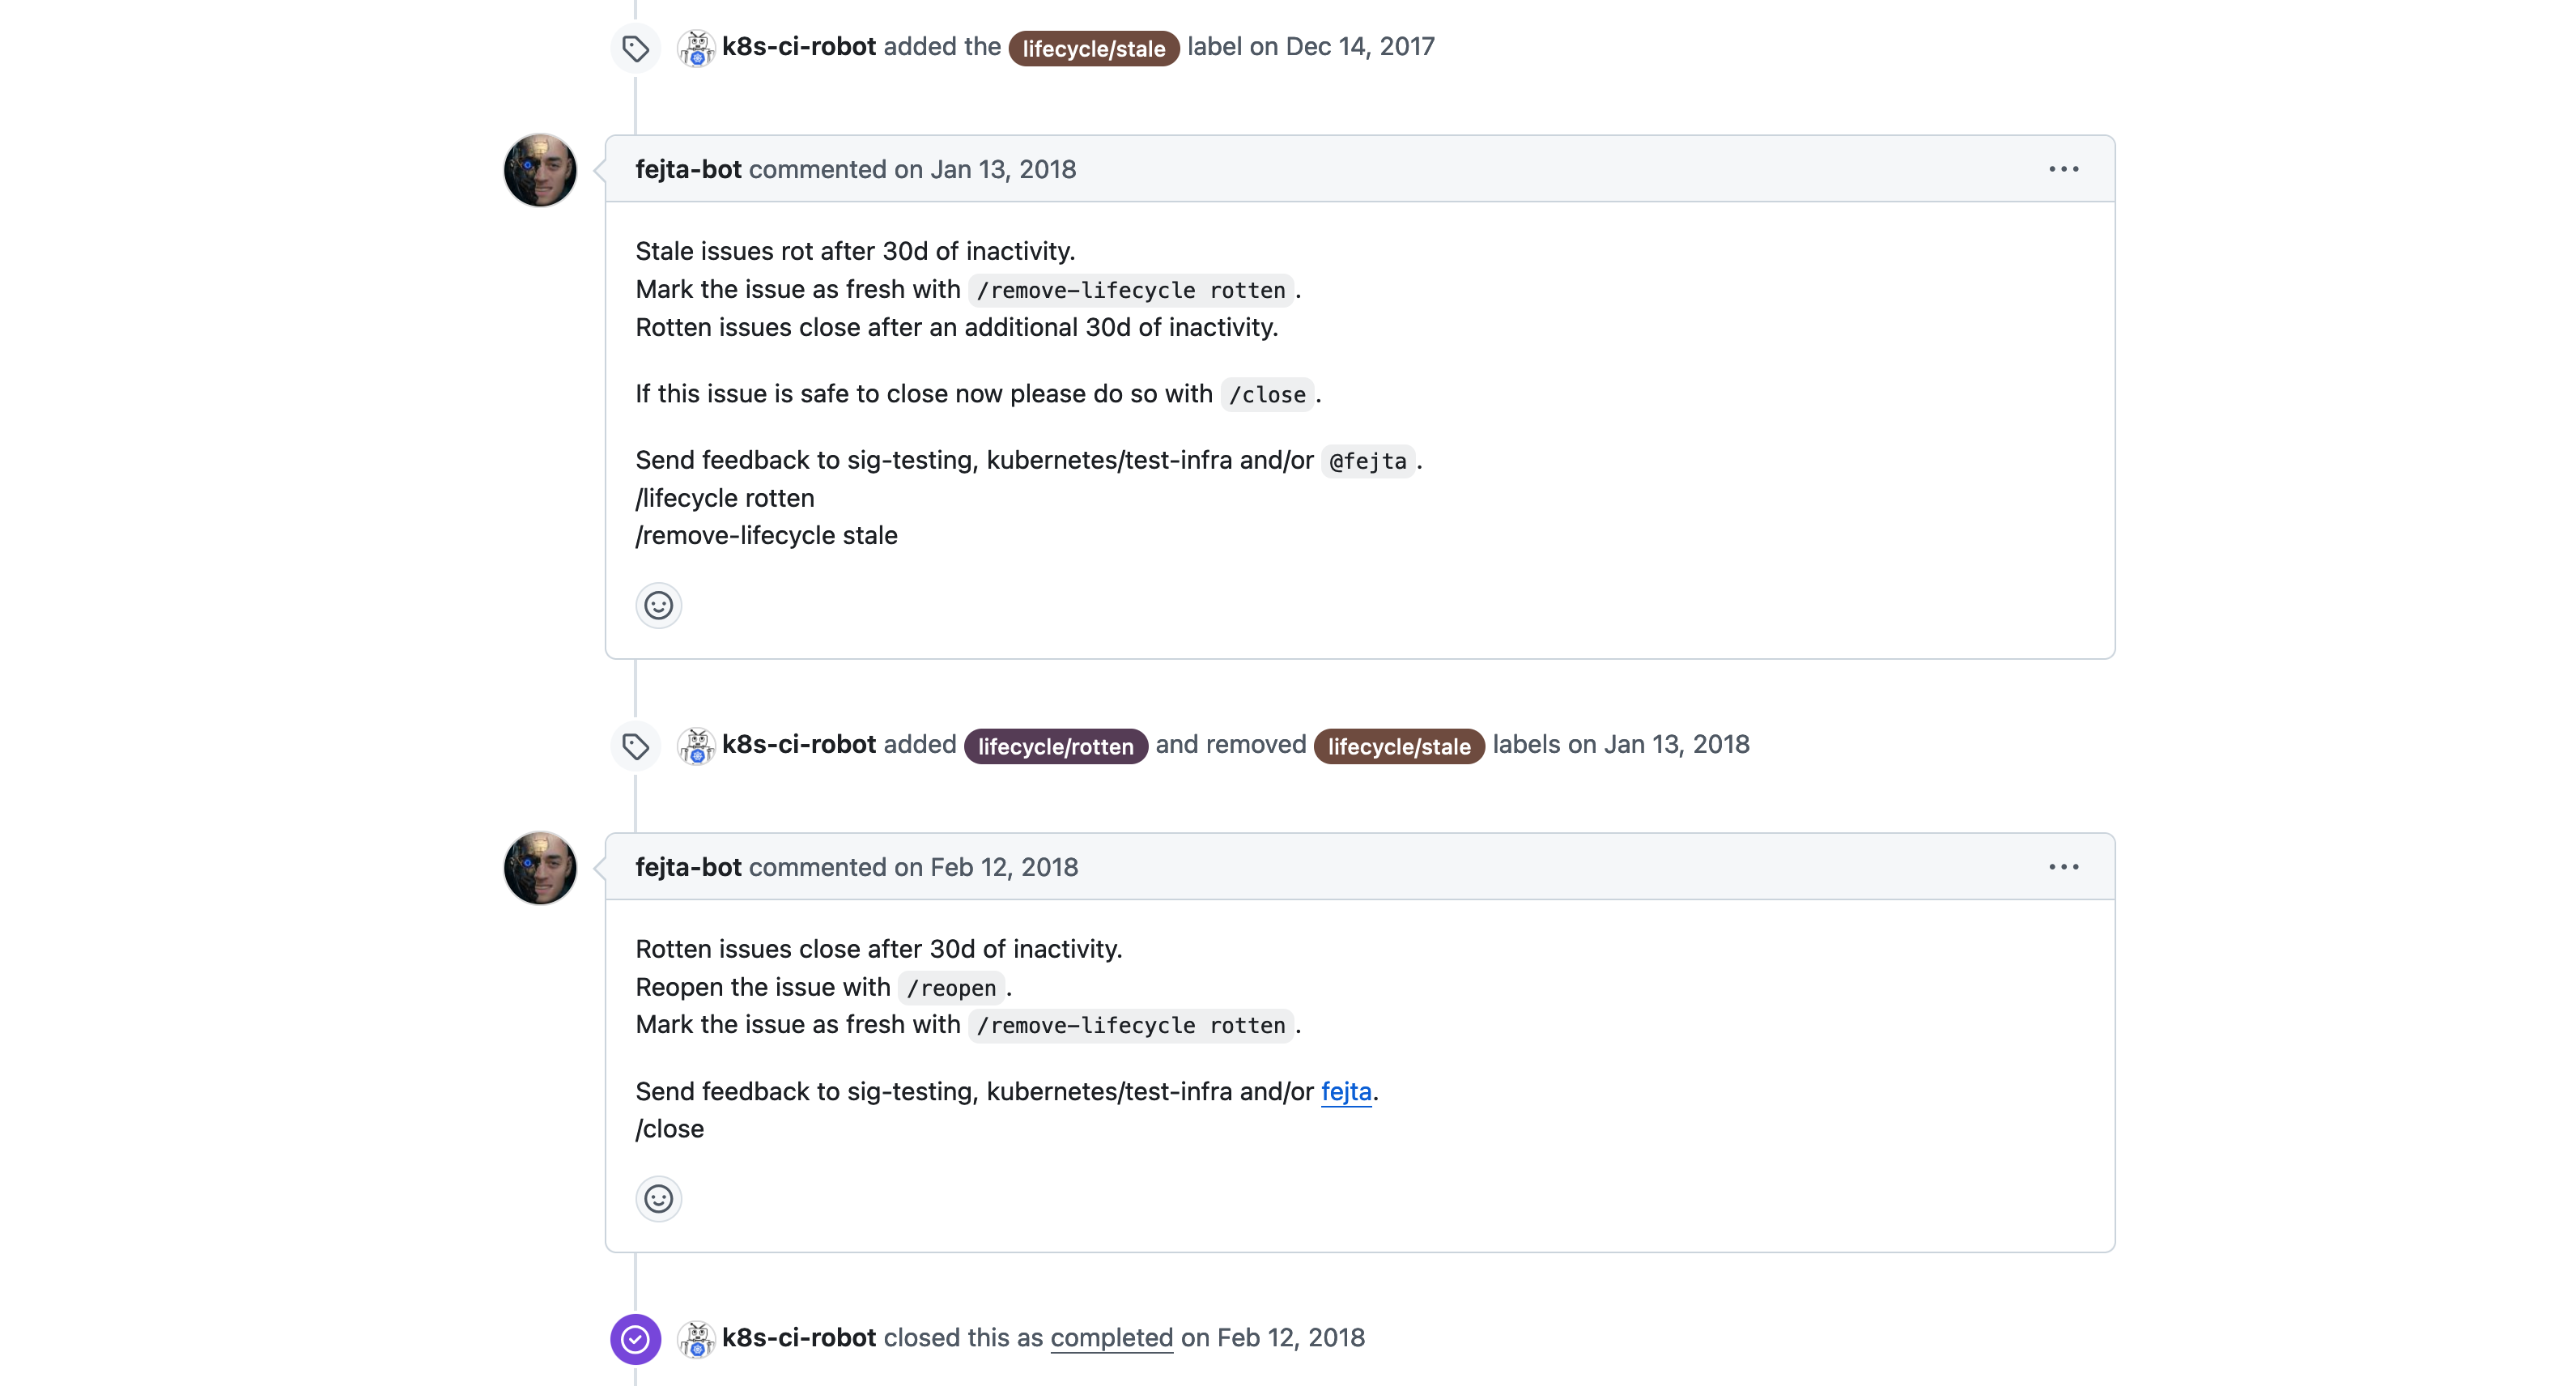 k8s-ci-robot added the lifecycle/stale label on Dec 14, 2017
fejta-bot commented on Jan 13, 2018
Stale issues rot after 30d of inactivity.
Mark the issue as fresh with /remove-lifecycle rotten.
Rotten issues close after an additional 30d of inactivity.
If this issue is safe to close now please do so with /close.
Send feedback to sig-testing, kubernetes/test-infra and/or @fejta.
/lifecycle rotten
/remove-lifecycle stale
k8s-ci-robot added lifecycle/rotten and removed lifecycle/stale labels on Jan 13, 2018
fejta-bot commented on Feb 12, 2018
Rotten issues close after 30d of inactivity.
Reopen the issue with /reopen.
Mark the issue as fresh with /remove-lifecycle rotten.
Send feedback to sig-testing, kubernetes/test-infra and/or fejta.
/close
k8s-ci-robot closed this as completed on Feb 12, 2018